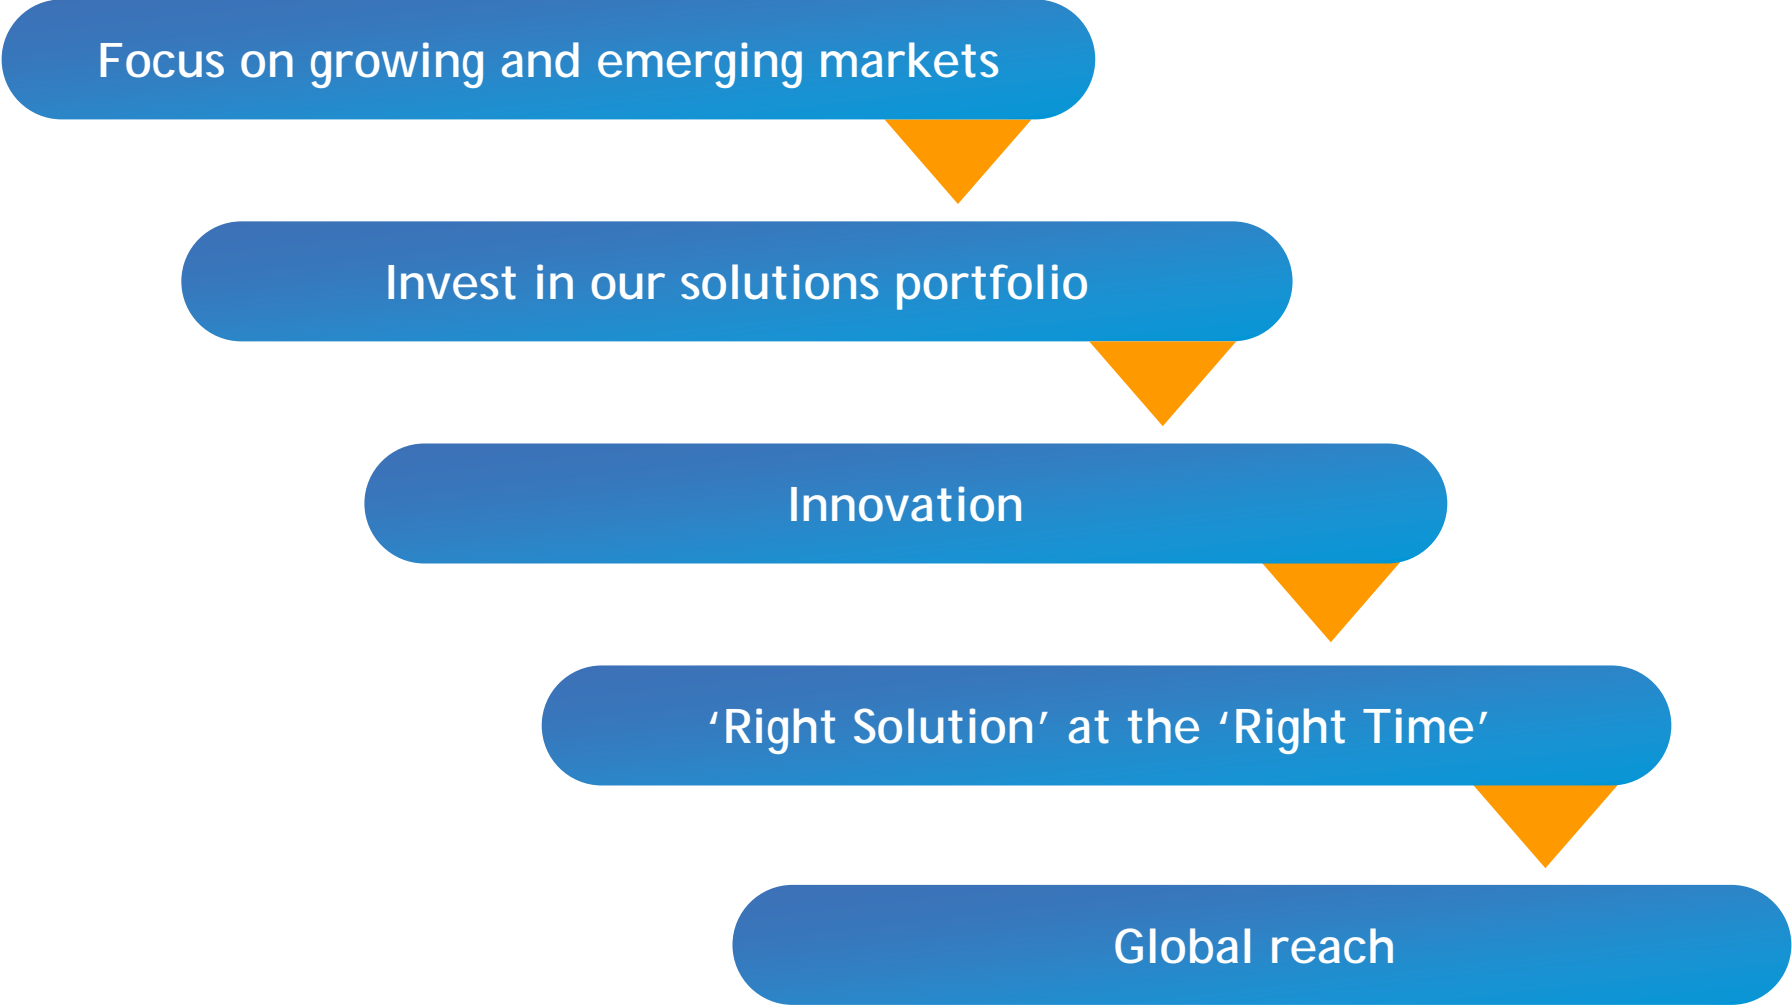 Focus on growing and emerging markets
Invest in our solutions portfolio
Innovation
‘Right Solution’ at the ‘Right Time’
Global reach